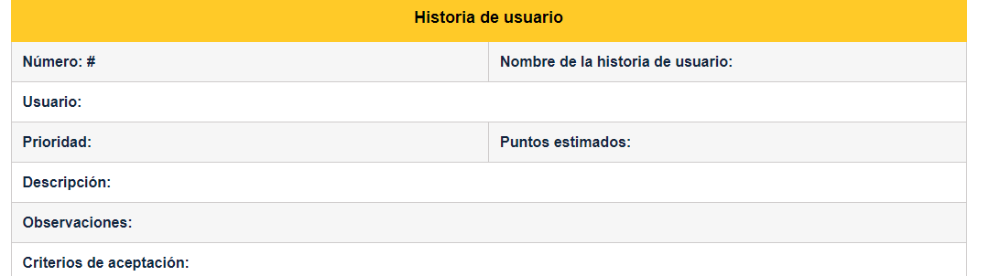 Historia de usuario
Número: # Nombre de la historia de usuario:
Usuario:
Prioridad: Puntos estimados:
Descripción:
Observaciones:
Criterios de aceptación: